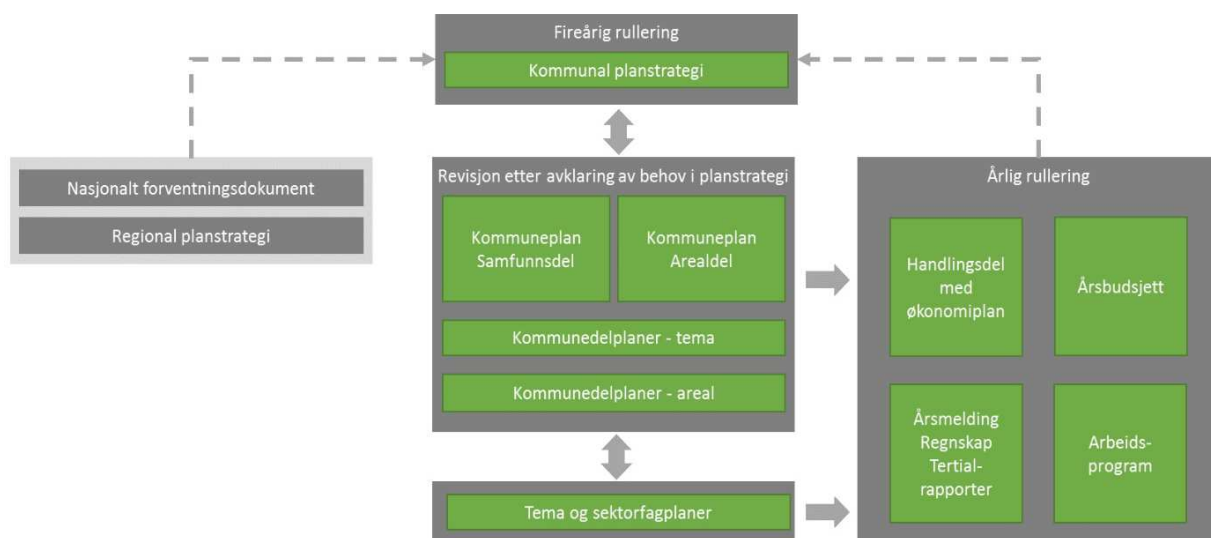 Fireårig rullering
Kommunal planstrategi
Nasjonalt forventningsdokument
Regional planstrategi
Revisjon etter avklaring av behov i planstrategi
Kommuneplan
Samfunnsdel
Kommuneplan
Arealdel
Kommunedelplaner - tema
Kommunedelplaner - areal
Tema og sektorfagplaner
Årlig rullering
Handlingsdel
med
økonomiplan
Årsbudsjett
Årsmelding
Regnskap
Tertial-
rapporter
Arbeids-
program